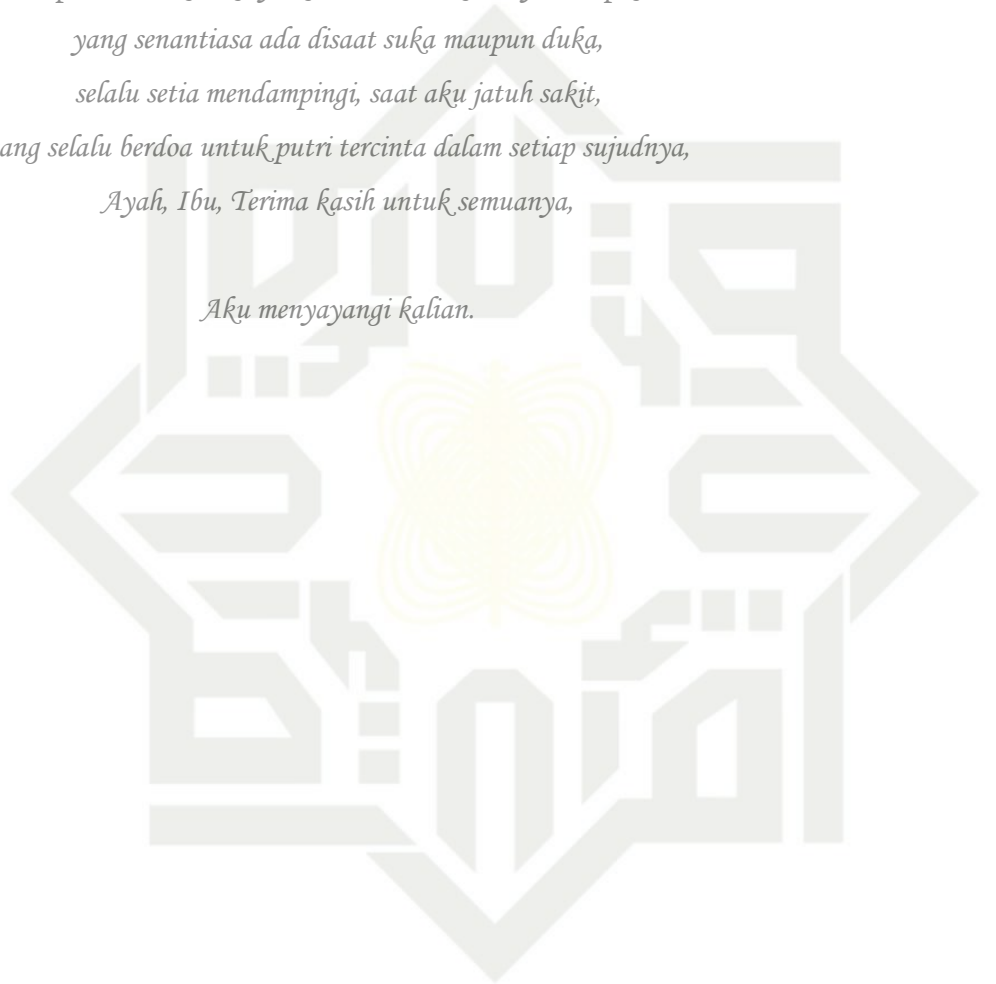 yang senantiasa ada disaat suka maupun duka,
selalu setia mendampingi, saat aku jatuh sakit,
ang selalu berdoa untuk putri tercinta dalam setiap sujudnya,
Ayah, Ibu, Terima kasih untuk semuanya,
Aku menyayangi kalian.